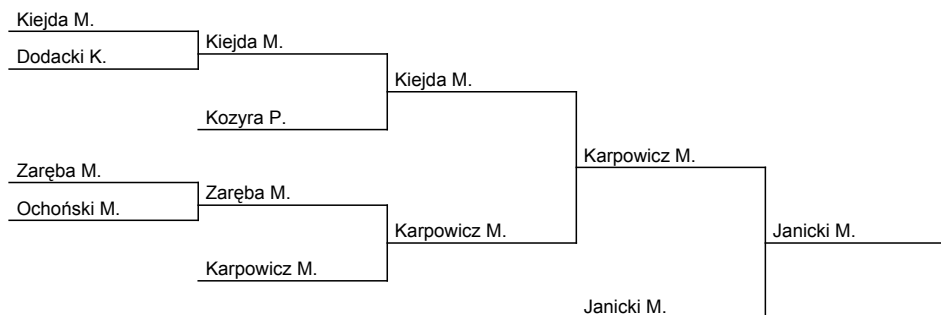 Kiejda M.
Dodacki K.
Kiejda M.
Kiejda M.
Kozyra P.
Zaręba M.
Ochoński M.
Zaręba M.
Karpowicz M.
Karpowicz M.
Karpowicz M.
Janicki M.
Janicki M.